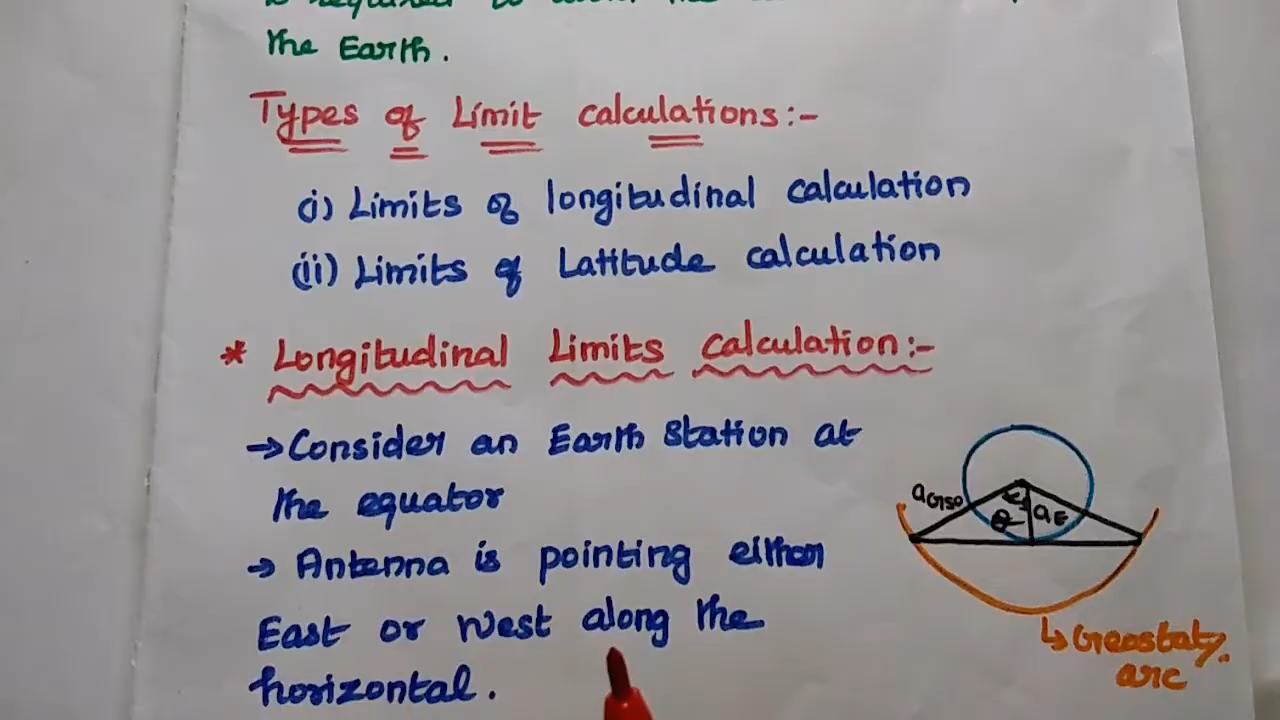 the Earth.
Types of Limit calculations:-
(i) Limits of longitudinal calculation
(ii) Limits of Latitude calculation
* Longitudinal Limits calculation:-
→ Consider an Earth Station at
the equator
→ Antenna is pointing either
East or West along the
horizontal.
aGSO
θ
aE
↳ Geostaty..
arc